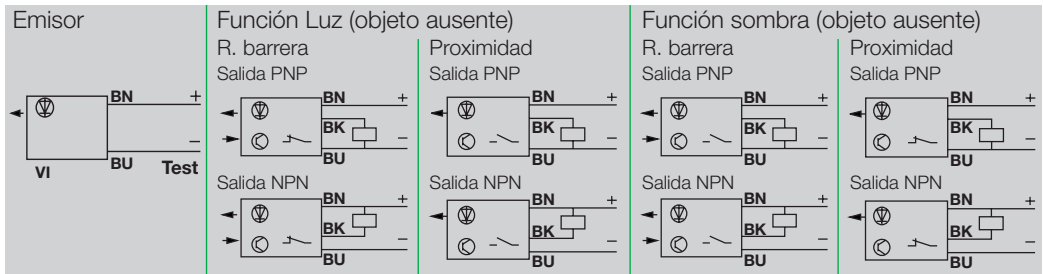 Emisor
BN
+
−
BU
VI
Test
Función Luz (objeto ausente)
R. barrera
Salida PNP
BN
+
BK
−
BU
Salida NPN
BN
+
BK
−
BU
Proximidad
Salida PNP
BN
+
BK
−
BU
Salida NPN
BN
+
BK
−
BU
Función sombra (objeto ausente)
R. barrera
Salida PNP
BN
+
BK
−
BU
Salida NPN
BN
+
BK
−
BU
Proximidad
Salida PNP
BN
+
BK
−
BU
Salida NPN
BN
+
BK
−
BU